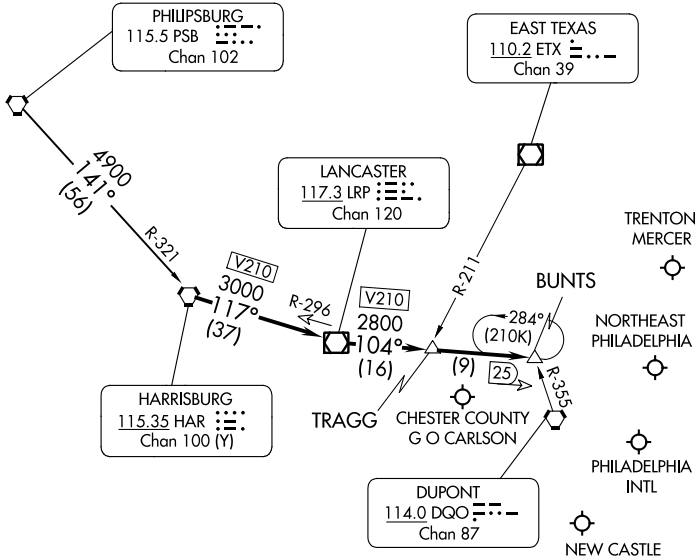 PHILIPSBURG
115.5 PSB
Chan 102
EAST TEXAS
110.2 ETX
Chan 39
4900
141°
(56)
R-321
LANCASTER
117.3 LRP
Chan 120
TRENTON
MERCER
V210
3000
117°
(37)
R-296
V210
2800
104°
(16)
R-211
BUNTS
284°
(210K)
NORTHEAST
PHILADELPHIA
(9)
25
R-355
TRAGG
CHESTER COUNTY
G O CARLSON
HARRISBURG
115.35 HAR
Chan 100 (Y)
PHILADELPHIA
INTL
DUPONT
114.0 DQO
Chan 87
NEW CASTLE